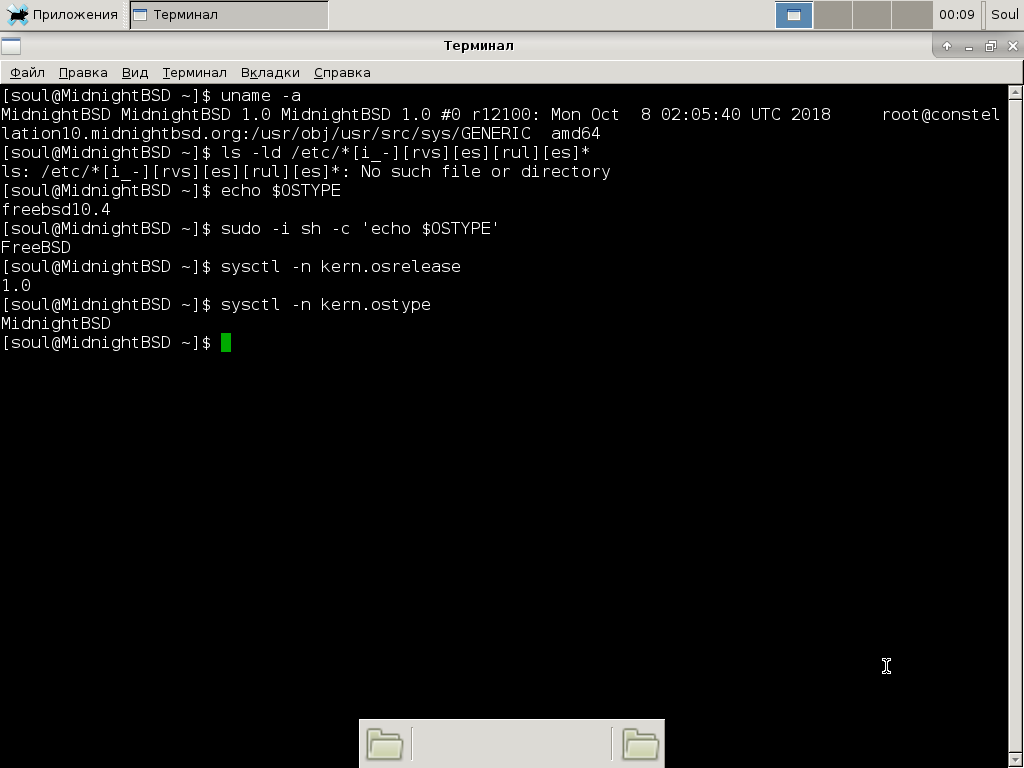 Приложения Терминал 00:09 Soul
Терминал
Файл Правка Вид Терминал Вкладки Справка
[soul@MidnightBSD ~]$ uname -a
MidnightBSD MidnightBSD 1.0 MidnightBSD 1.0 #0 r12100: Mon Oct  8 02:05:40 UTC 2018     root@constel
lation10.midnightbsd.org:/usr/obj/usr/src/sys/GENERIC  amd64
[soul@MidnightBSD ~]$ ls -ld /etc/*[i_-][rvs][es][rul][es]*
ls: /etc/*[i_-][rvs][es][rul][es]*: No such file or directory
[soul@MidnightBSD ~]$ echo $OSTYPE
freebsd10.4
[soul@MidnightBSD ~]$ sudo -i sh -c 'echo $OSTYPE'
FreeBSD
[soul@MidnightBSD ~]$ sysctl -n kern.osrelease
1.0
[soul@MidnightBSD ~]$ sysctl -n kern.ostype
MidnightBSD
[soul@MidnightBSD ~]$